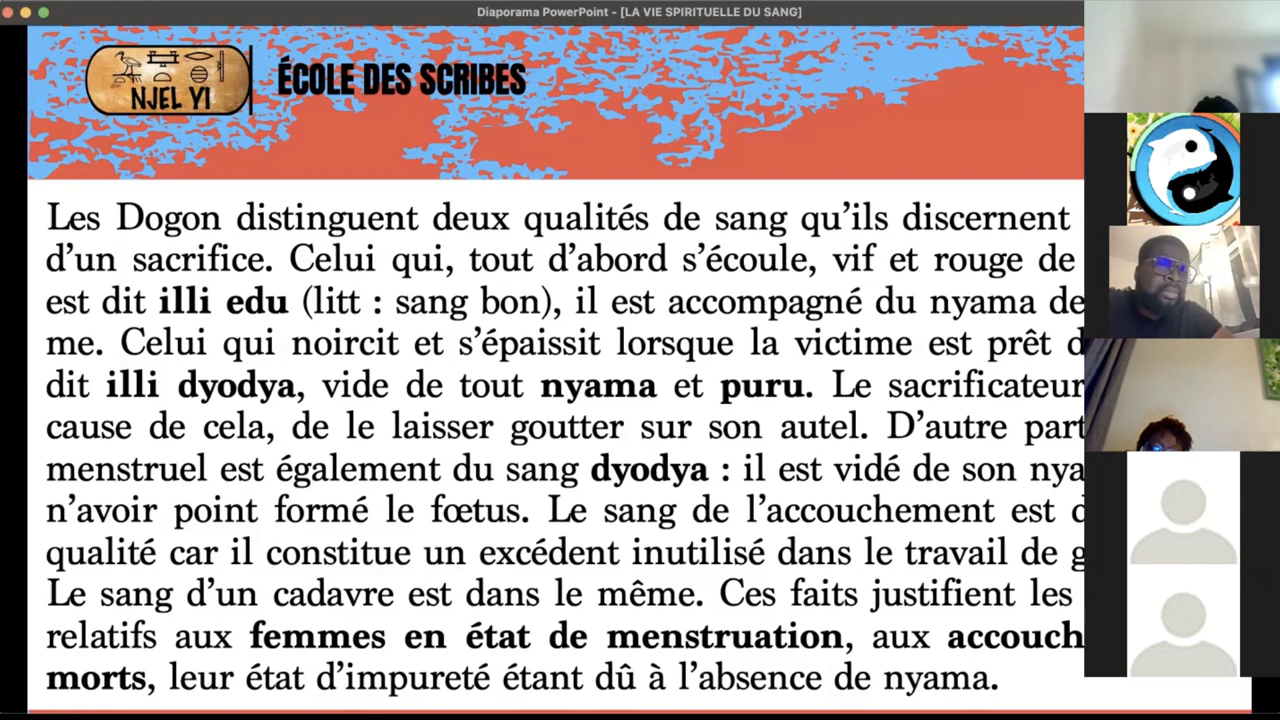 Diaporama PowerPoint - [LA VIE SPIRITUELLE DU SANG]
NJEL YI
ÉCOLE DES SCRIBES
Les Dogon distinguent deux qualités de sang qu’ils discernent
d’un sacrifice. Celui qui, tout d’abord s’écoule, vif et rouge de
est dit illi edu (litt : sang bon), il est accompagné du nyama de
me. Celui qui noircit et s’épaissit lorsque la victime est prêt
dit illi dyodya, vide de tout nyama et puru. Le sacrificateur
cause de cela, de le laisser goutter sur son autel. D’autre part
menstruel est également du sang dyodya : il est vidé de son
n’avoir point formé le fœtus. Le sang de l’accouchement est
qualité car il constitue un excédent inutilisé dans le travail de
Le sang d’un cadavre est dans le même. Ces faits justifient les
relatifs aux femmes en état de menstruation, aux
morts, leur état d’impureté étant dû à l’absence de nyama.